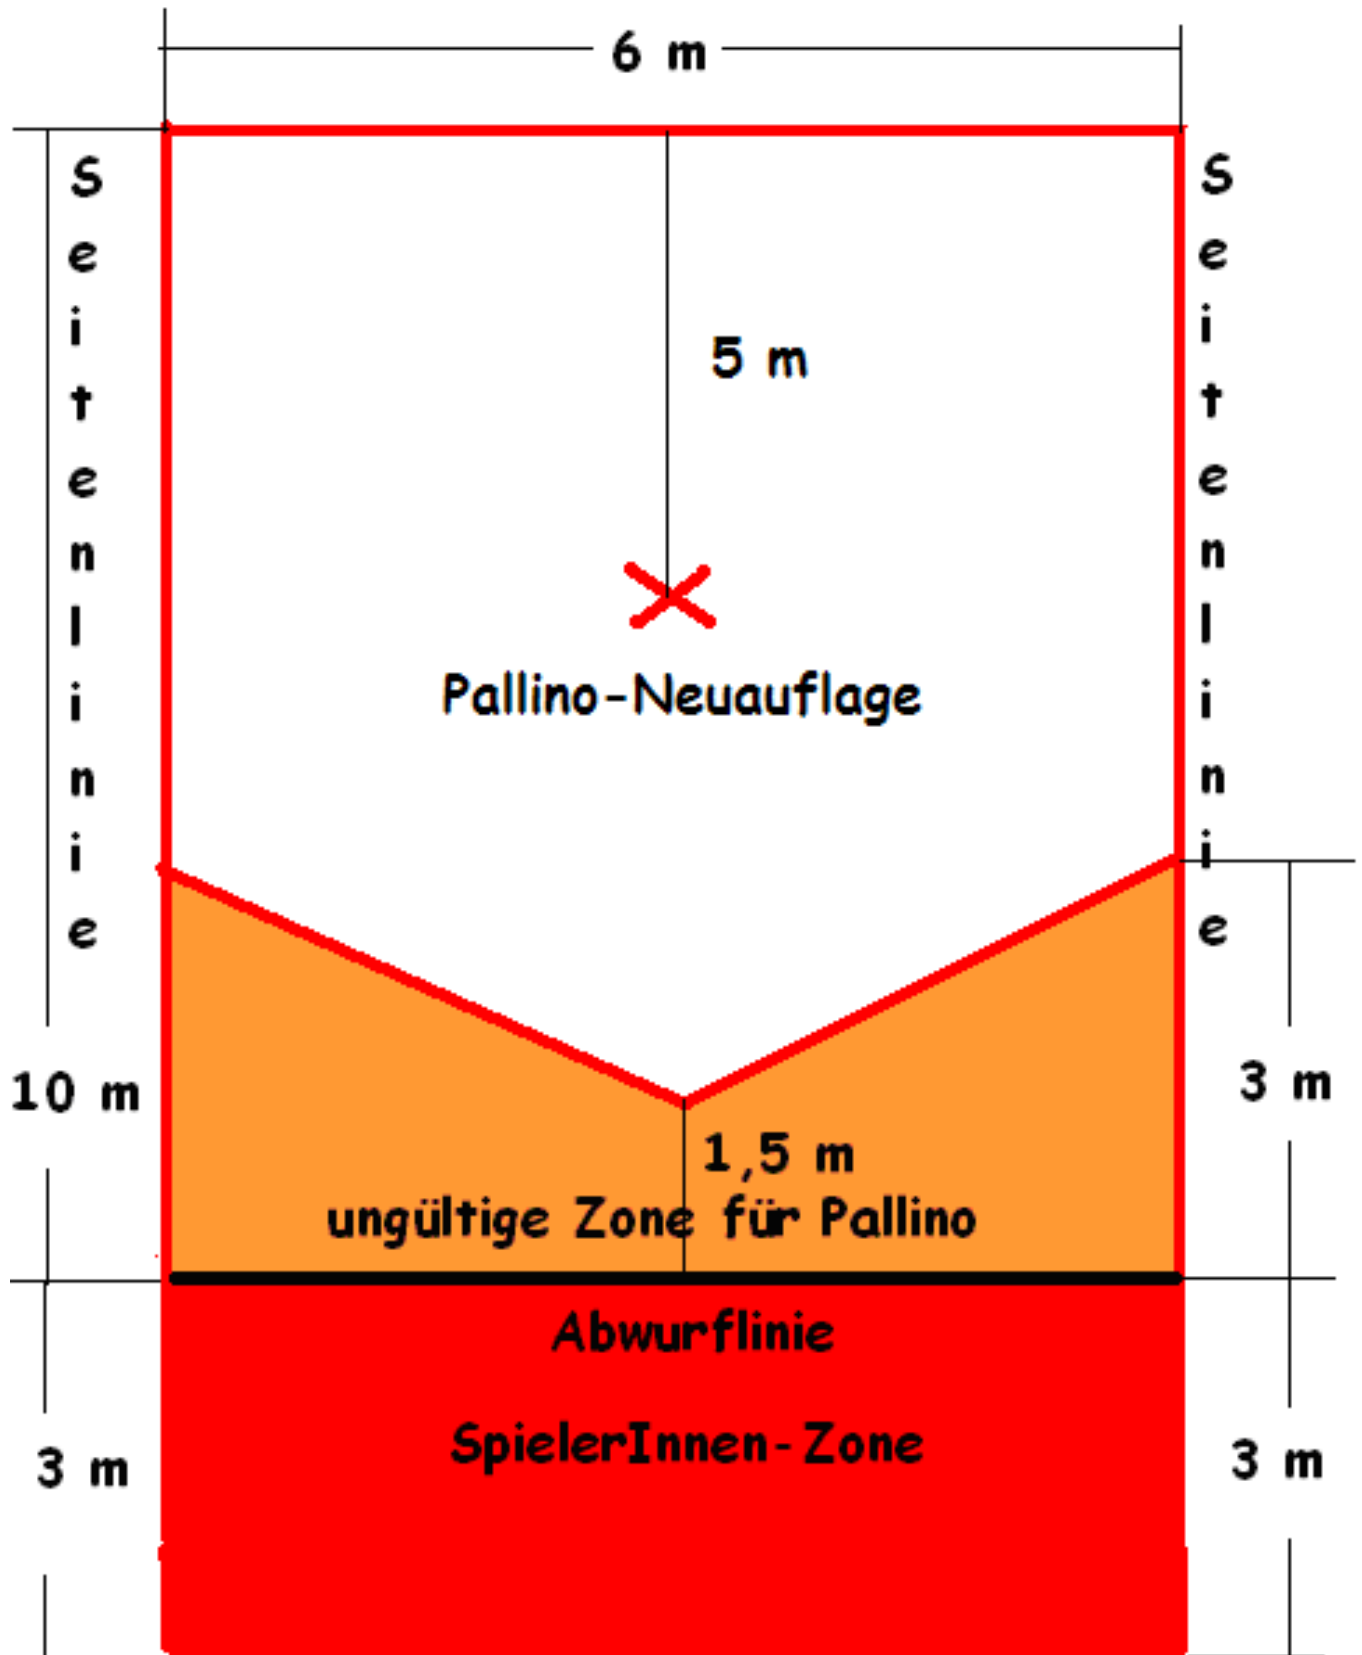 6 m
Seitenlinie
Seitenlinie
5 m
Pallino-Neuauflage
10 m
3 m
1,5 m
ungültige Zone für Pallino
Abwurflinie
SpielerInnen-Zone
3 m
3 m